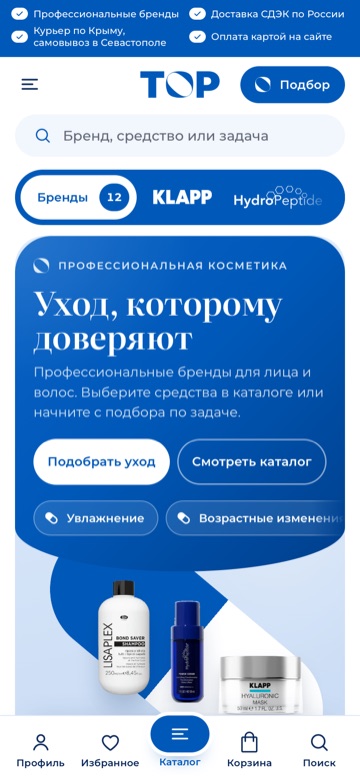 Профессиональные бренды
Доставка СДЭК по России
Курьер по Крыму,
самовывоз в Севастополе
Оплата картой на сайте
TOP
Подбор
Бренд, средство или задача
Бренды 12
KLAPP
HydroPeptide
ПРОФЕССИОНАЛЬНАЯ КОСМЕТИКА
Уход, которому
доверяют
Профессиональные бренды для лица и
волос. Выберите средства в каталоге или
начните с подбора по задаче.
Подобрать уход
Смотреть каталог
Увлажнение
Возрастные изменени
LISAPLEX
BOND SAVER
SHAMPOO
KLAPP
HYALURONIC
MASK
Профиль
Избранное
Каталог
Корзина
Поиск